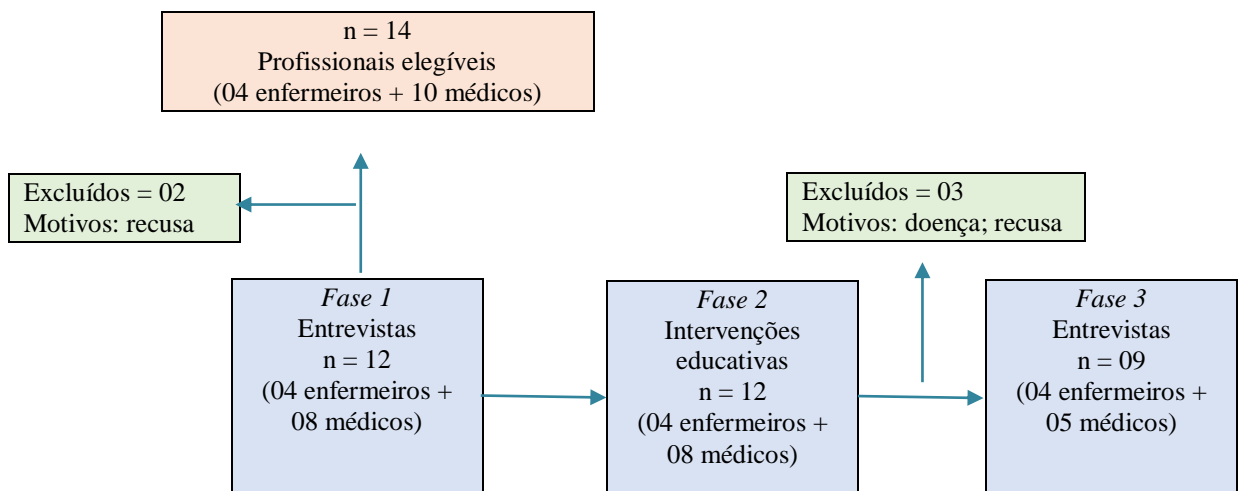 n = 14
Profissionais elegíveis
(04 enfermeiros + 10 médicos)
Excluídos = 02
Motivos: recusa
Excluídos = 03
Motivos: doença; recusa
Fase 1
Entrevistas
n = 12
(04 enfermeiros +
08 médicos)
Fase 2
Intervenções
educativas
n = 12
(04 enfermeiros +
08 médicos)
Fase 3
Entrevistas
n = 09
(04 enfermeiros +
05 médicos)